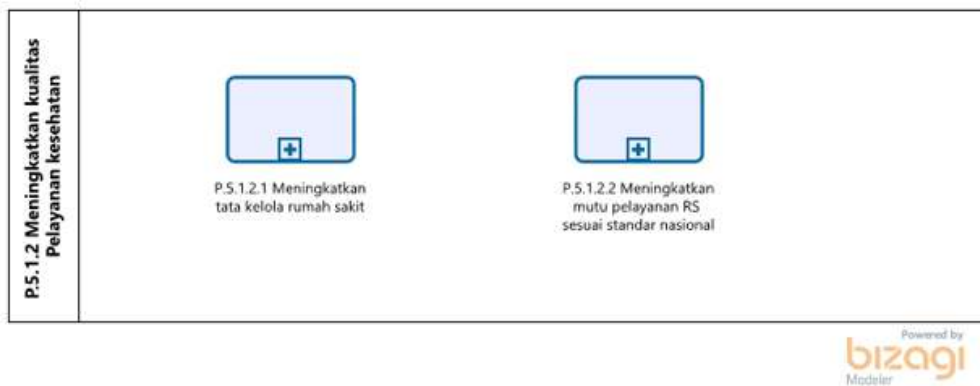 P.5.1.2 Meningkatkan kualitas
Pelayanan kesehatan
P.5.1.2.1 Meningkatkan
tata kelola rumah sakit
P.5.1.2.2 Meningkatkan
mutu pelayanan RS
sesuai standar nasional
Powered by
bizagi
Modeler